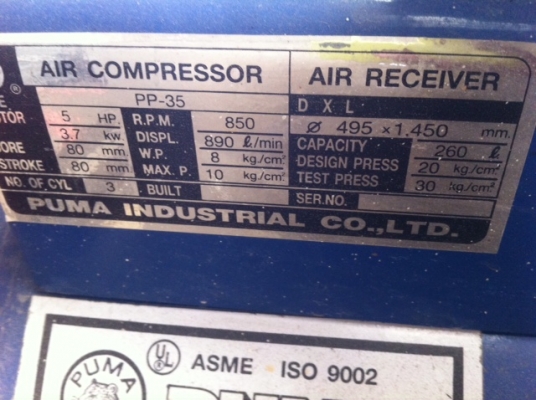 AIR COMPRESSOR AIR RECEIVER
PP-35 D X L
TOR 5 HP. R.P.M. 850 Ø 495 × 1,450 mm.
3.7 kw DISPL. 890 ℓ/min CAPACITY 260 ℓ
ORE 80 mm W.P. 8 kg/cm² DESIGN PRESS 20 kg/cm²
STROKE 80 mm. MAX. P. 10 kg/cm² TEST PRESS 30 kg/cm²
NO. OF CYL 3 BUILT SER.NO.
PUMA INDUSTRIAL CO.,LTD.
UL ASME · ISO 9002
PUMA